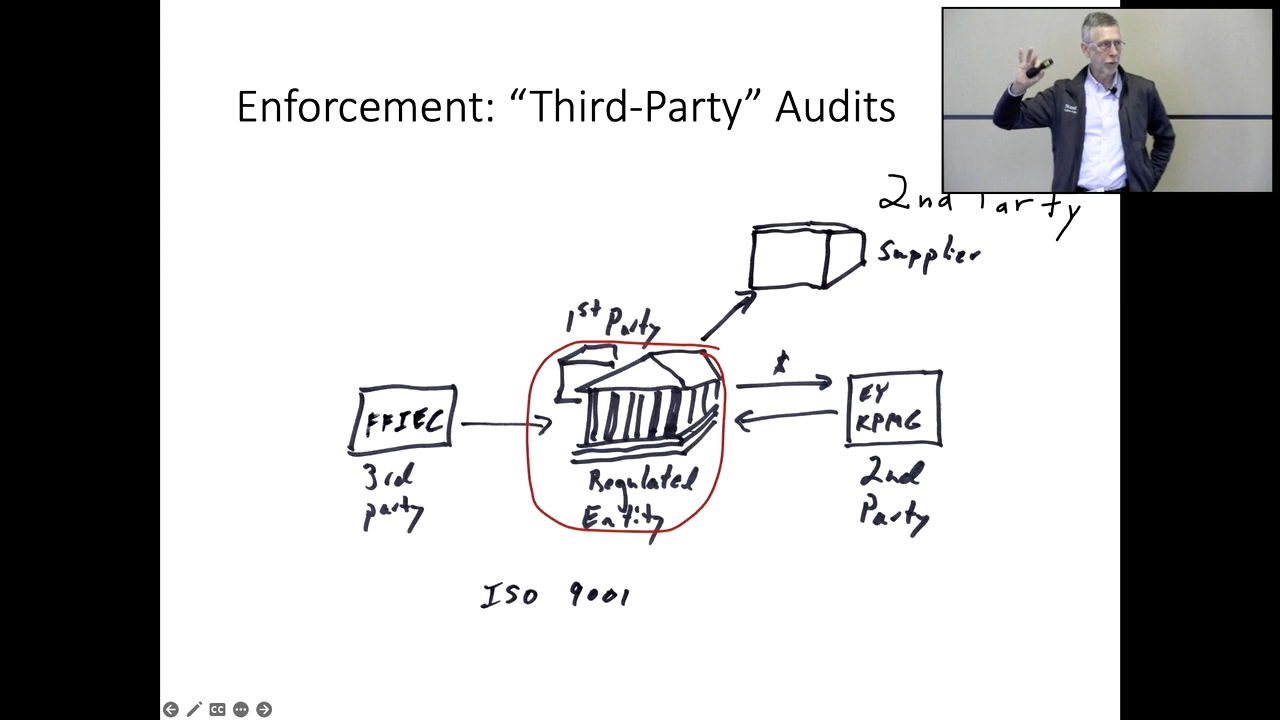 Enforcement: “Third-Party” Audits
2nd Party
Supplier
1st Party
$
FFIEC
EY
KPMG
3rd
party
Regulated
Entity
2nd
Party
ISO 9001
CC